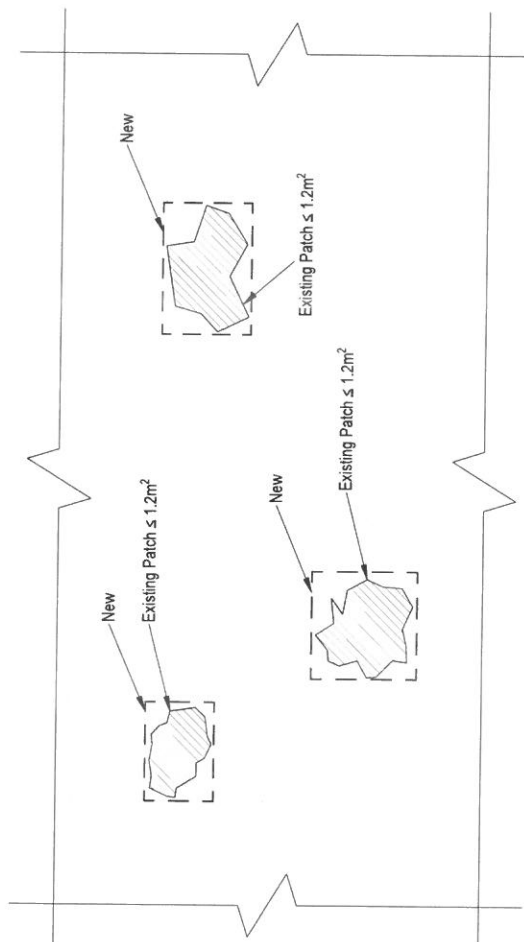 New
Existing Patch ≤ 1.2m²
New
Existing Patch ≤ 1.2m²
New
Existing Patch ≤ 1.2m²